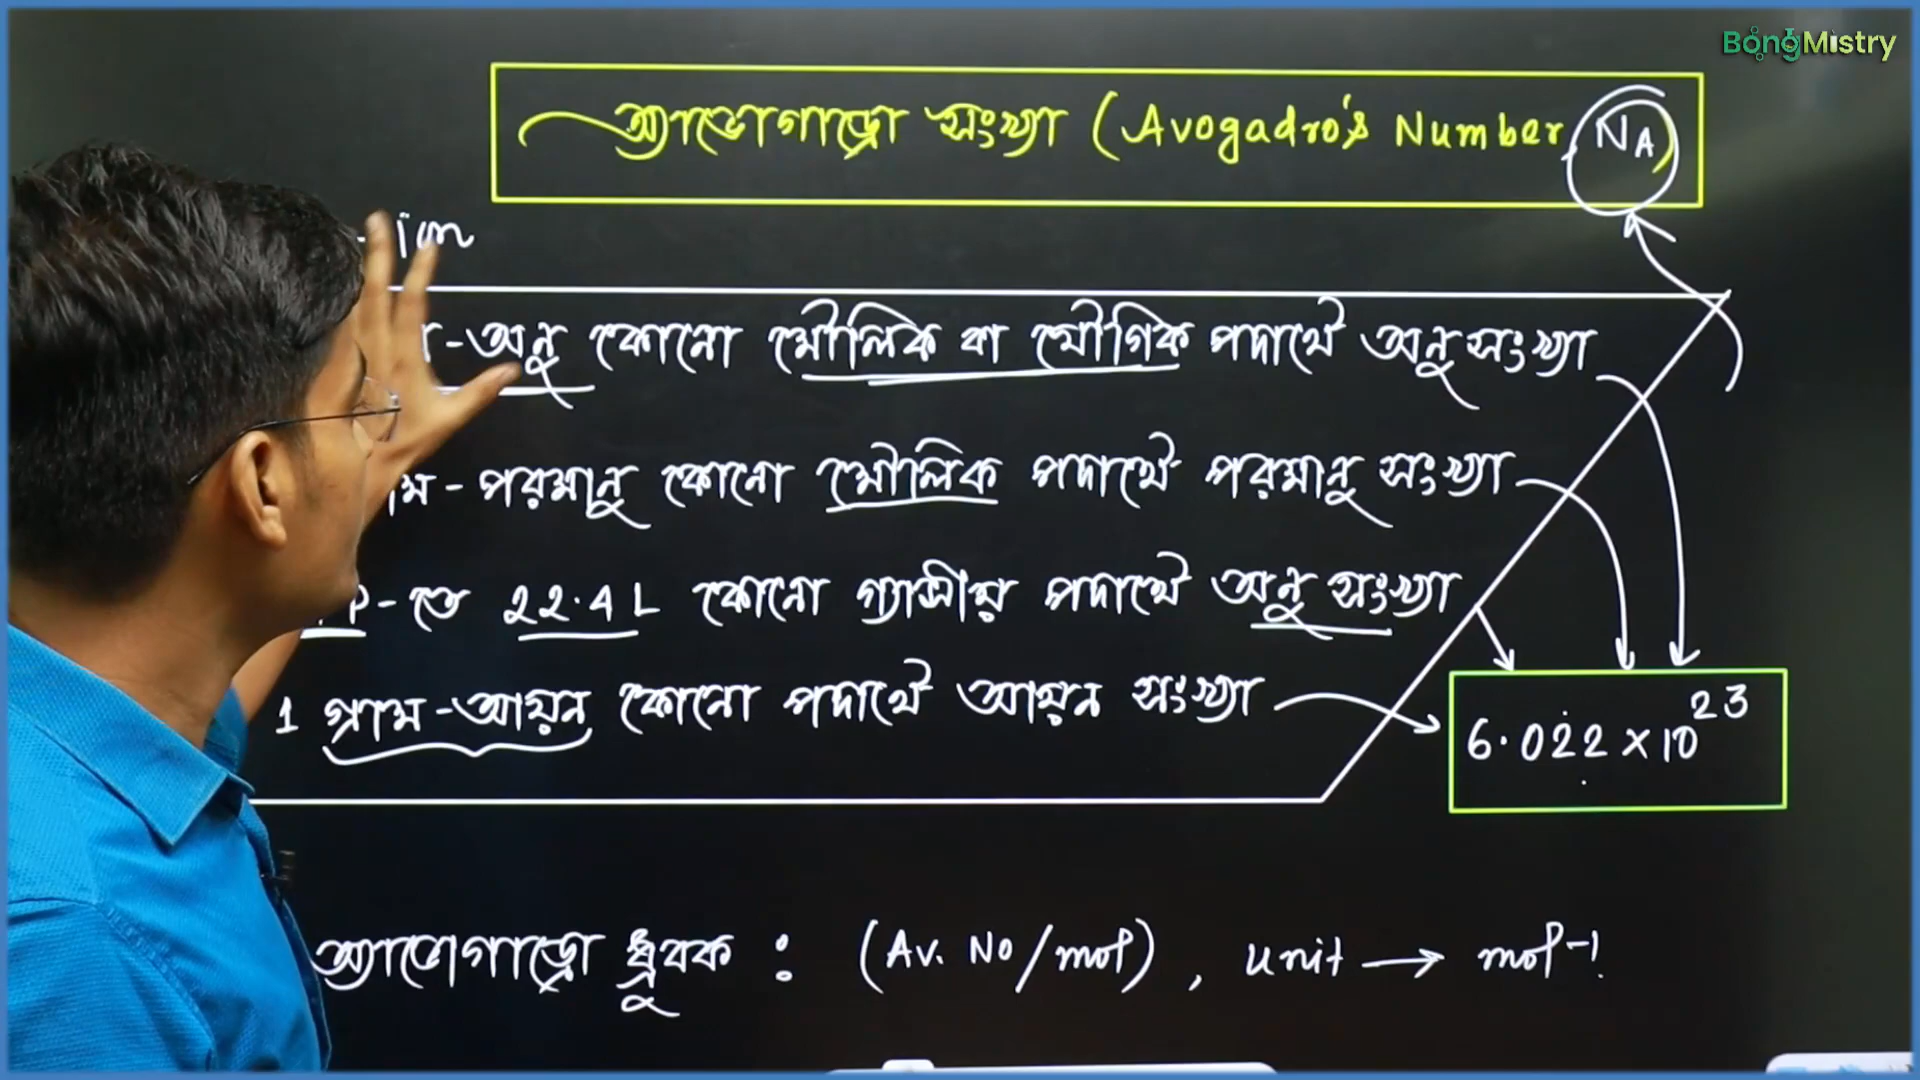 BongMistry
অ্যাভোগাড্রো সংখ্যা (Avogadro's Number, NA)
-অনু কোনো মৌলিক বা যৌগিক পদার্থে অনুসংখ্যা
াম-পরমানু কোনো মৌলিক পদার্থে পরমানু সংখ্যা
P-তে 22.4 L কোনো গ্যাসীয় পদার্থে অনু সংখ্যা
1 গ্রাম-আয়ন কোনো পদার্থে আয়ন সংখ্যা
6.022 x 10^23
অ্যাভোগাড্রো ধ্রুবক : (Av. No/mol), unit → mol^-1